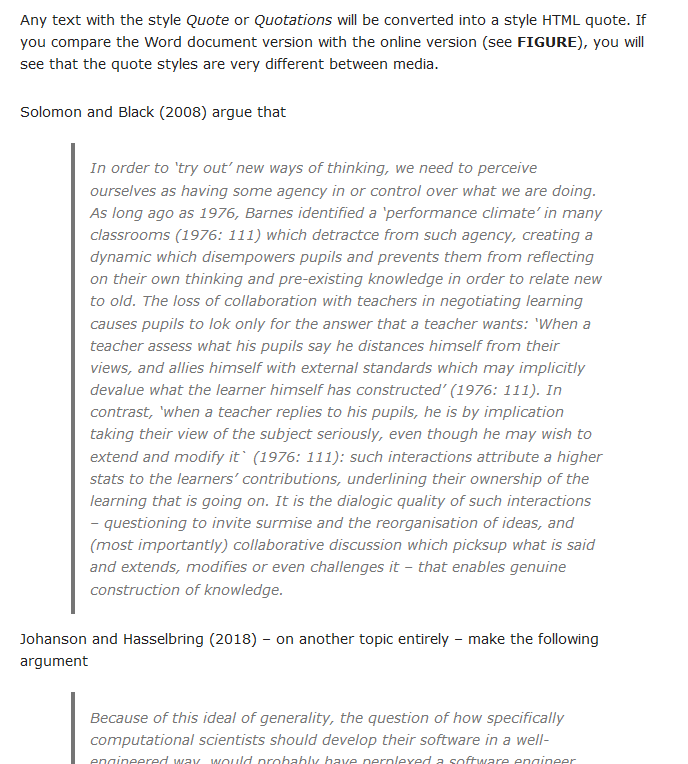 Any text with the style Quote or Quotations will be converted into a style HTML quote. If
you compare the Word document version with the online version (see FIGURE), you will
see that the quote styles are very different between media.
Solomon and Black (2008) argue that
In order to ‘try out’ new ways of thinking, we need to perceive
ourselves as having some agency in or control over what we are doing.
As long ago as 1976, Barnes identified a ‘performance climate’ in many
classrooms (1976: 111) which detractce from such agency, creating a
dynamic which disempowers pupils and prevents them from reflecting
on their own thinking and pre-existing knowledge in order to relate new
to old. The loss of collaboration with teachers in negotiating learning
causes pupils to lok only for the answer that a teacher wants: ‘When a
teacher assess what his pupils say he distances himself from their
views, and allies himself with external standards which may implicitly
devalue what the learner himself has constructed’ (1976: 111). In
contrast, ‘when a teacher replies to his pupils, he is by implication
taking their view of the subject seriously, even though he may wish to
extend and modify it` (1976: 111): such interactions attribute a higher
stats to the learners’ contributions, underlining their ownership of the
learning that is going on. It is the dialogic quality of such interactions
– questioning to invite surmise and the reorganisation of ideas, and
(most importantly) collaborative discussion which picksup what is said
and extends, modifies or even challenges it – that enables genuine
construction of knowledge.
Johanson and Hasselbring (2018) – on another topic entirely – make the following
argument
Because of this ideal of generality, the question of how specifically
computational scientists should develop their software in a well-
engineered way, would probably have perplexed a software engineer